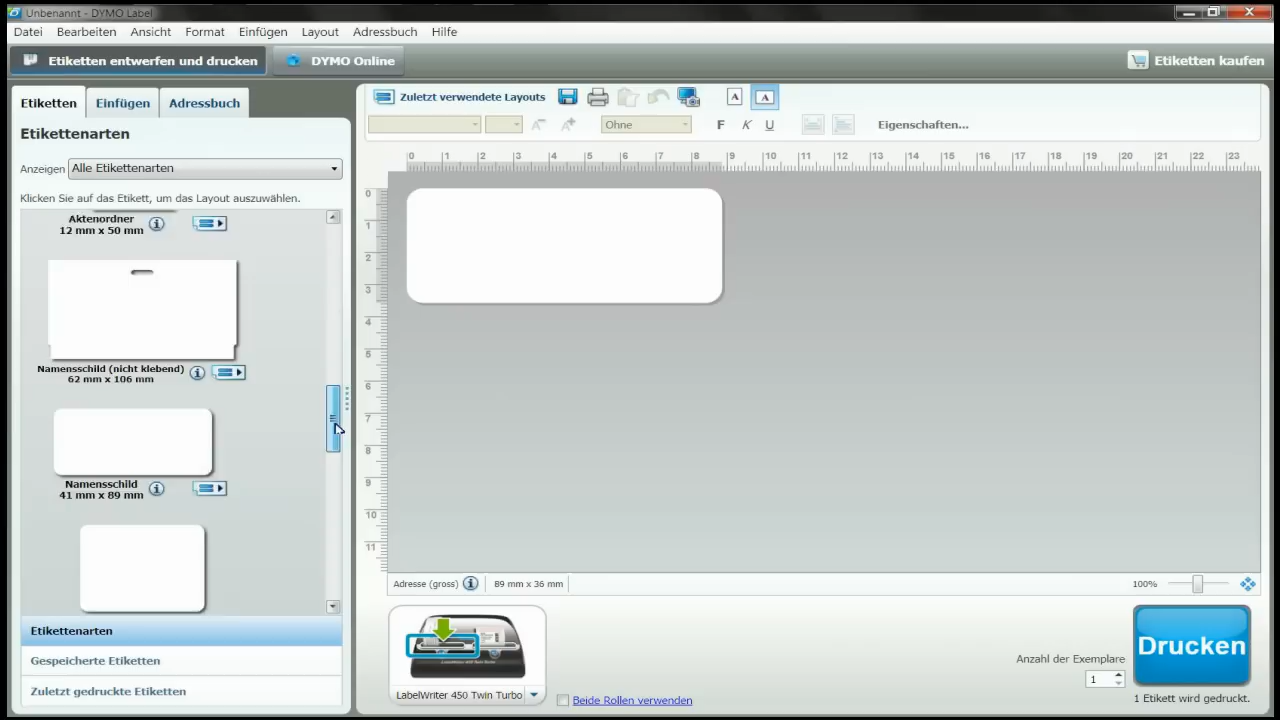 Unbenannt - DYMO Label
Datei Bearbeiten Ansicht Format Einfügen Layout Adressbuch Hilfe
Etiketten entwerfen und drucken DYMO Online Etiketten kaufen
Etiketten Einfügen Adressbuch
Zuletzt verwendete Layouts A A
Ohne F K U Eigenschaften...
Etikettenarten
Anzeigen Alle Etikettenarten
Klicken Sie auf das Etikett, um das Layout auszuwählen.
0 1 2 3 4 5 6 7 8 9 10 11 12 13 14 15 16 17 18 19 20 21 22 23
0
1
2
3
4
5
6
7
8
9
10
11
Aktenordner
12 mm x 50 mm
Namensschild (nicht klebend)
62 mm x 106 mm
Namensschild
41 mm x 89 mm
Etikettenarten
Gespeicherte Etiketten
Zuletzt gedruckte Etiketten
Adresse (gross) 89 mm x 36 mm 100%
LabelWriter 450 Twin Turbo
Beide Rollen verwenden
Anzahl der Exemplare
1
Drucken
1 Etikett wird gedruckt.